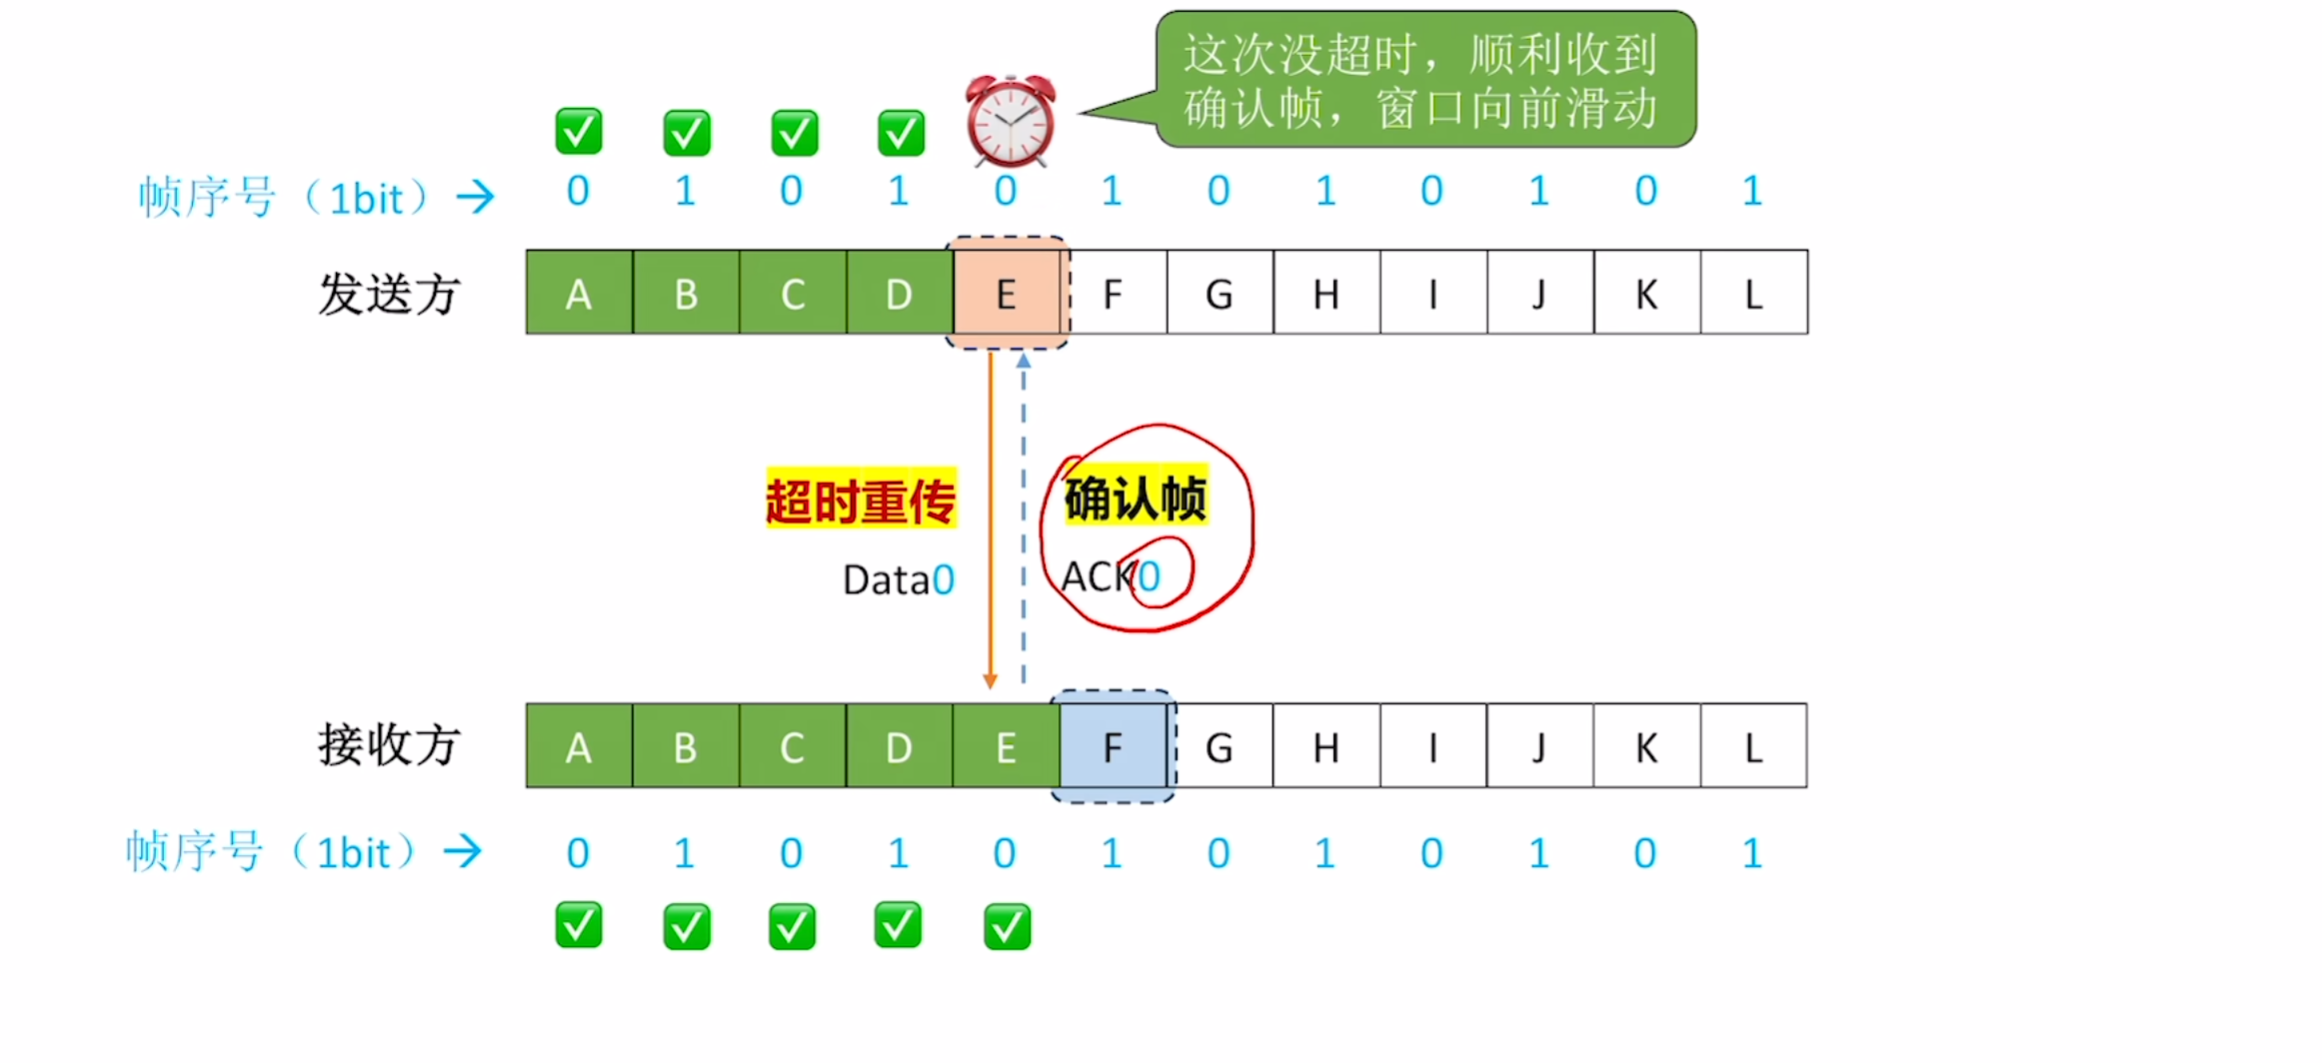 这次没超时，顺利收到
确认帧，窗口向前滑动
帧序号（1bit）→ 0 1 0 1 0 1 0 1 0 1 0 1
发送方 A B C D E F G H I J K L
超时重传 确认帧
Data0 ACK0
接收方 A B C D E F G H I J K L
帧序号（1bit）→ 0 1 0 1 0 1 0 1 0 1 0 1